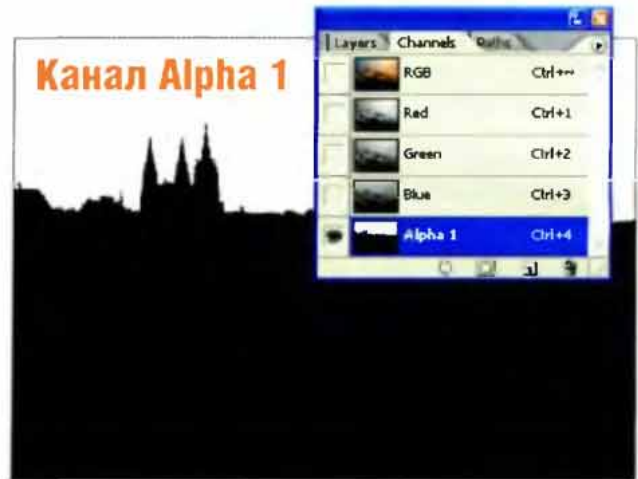 Layers Channels Paths
Канал Alpha 1
RGB Ctrl+~
Red Ctrl+1
Green Ctrl+2
Blue Ctrl+3
Alpha 1 Ctrl+4